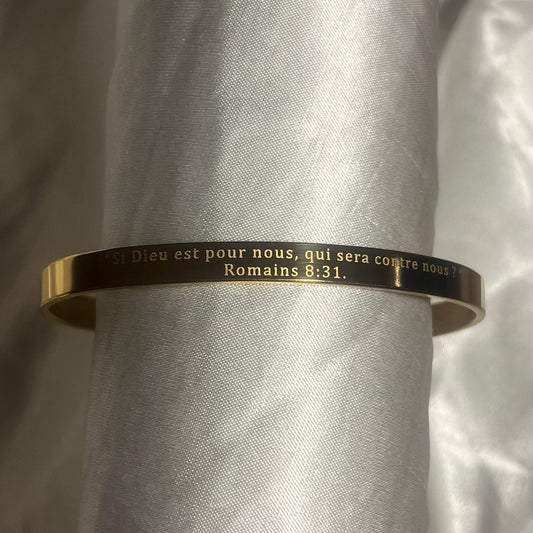 "Si Dieu est pour nous, qui sera contre nous ?"
Romains 8:31.